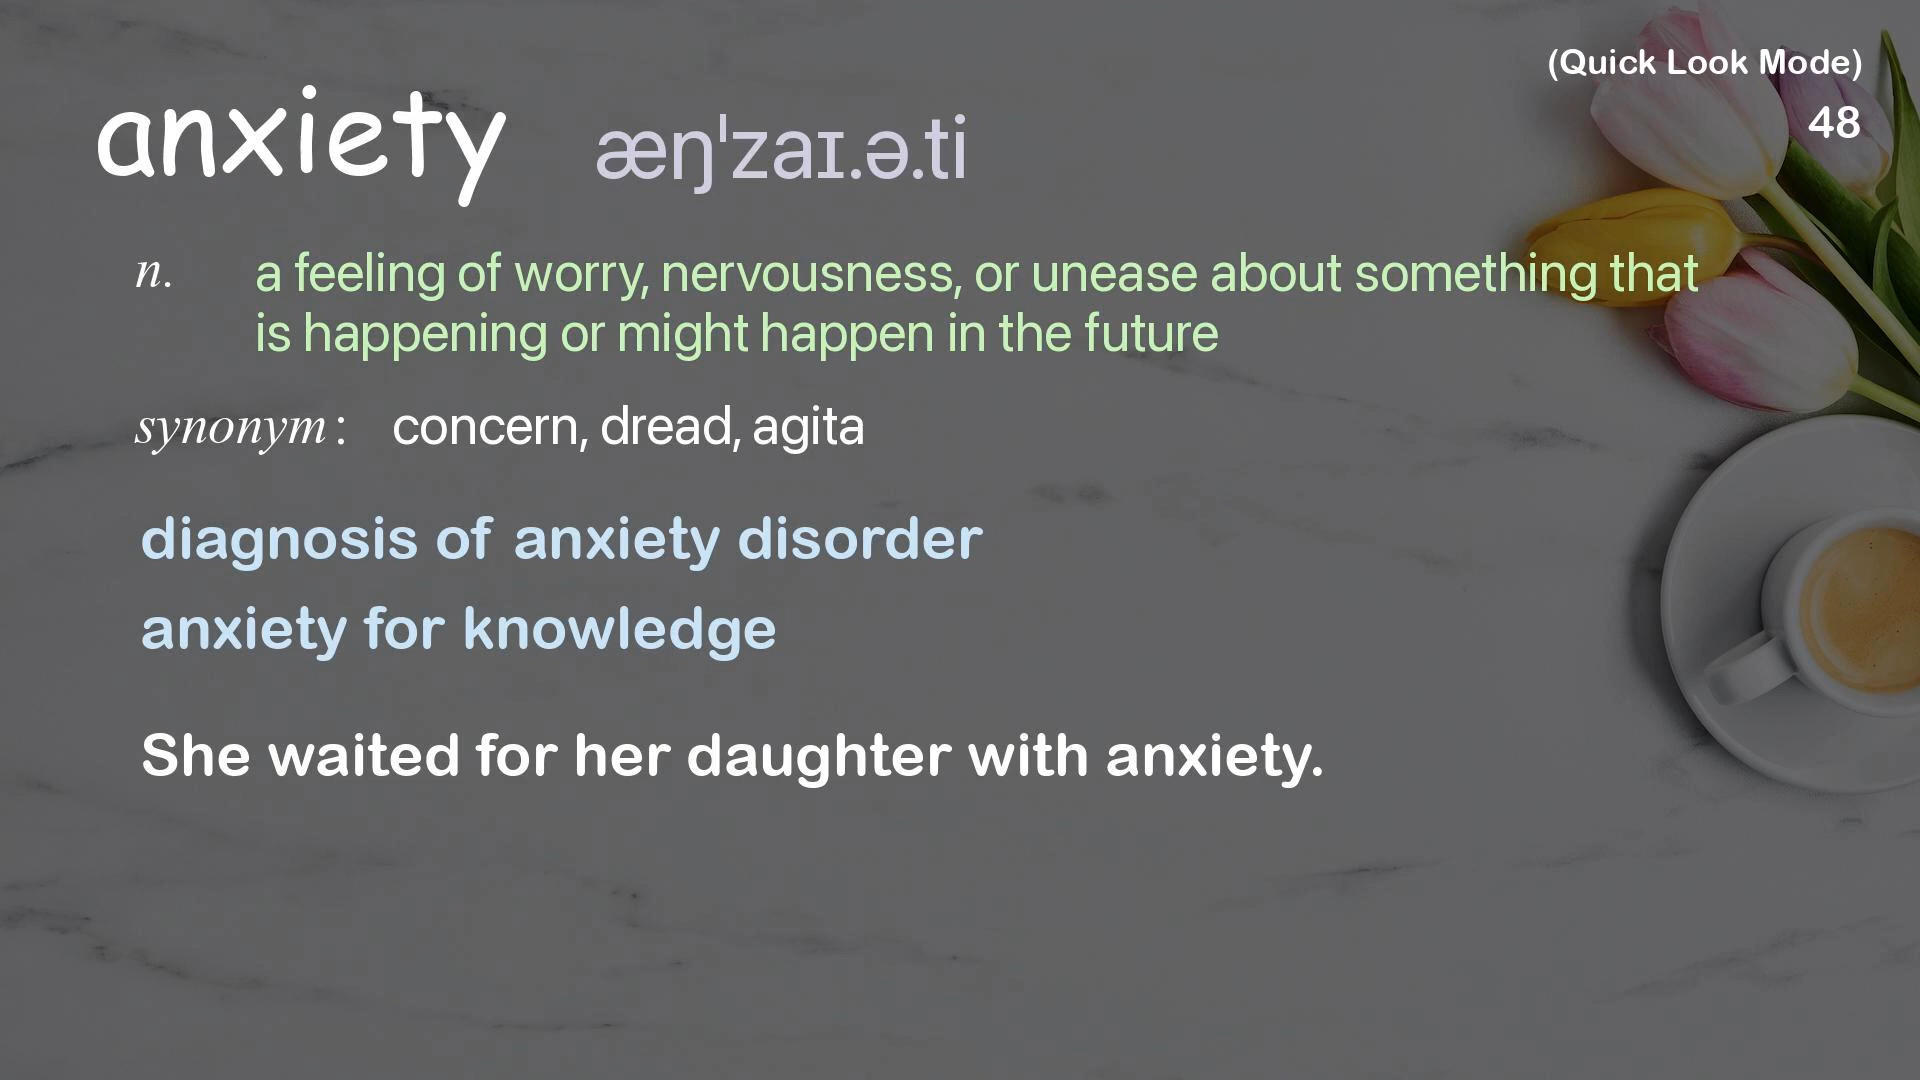 (Quick Look Mode)
48
anxiety æŋˈzaɪ.ə.ti
n. a feeling of worry, nervousness, or unease about something that
is happening or might happen in the future
synonym: concern, dread, agita
diagnosis of anxiety disorder
anxiety for knowledge
She waited for her daughter with anxiety.